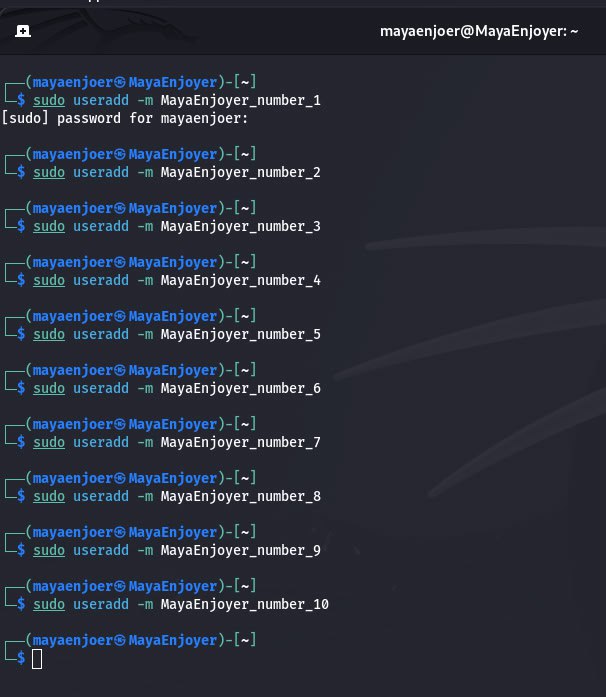 mayaenjoer@MayaEnjoyer: ~
┌──(mayaenjoer㉿MayaEnjoyer)-[~]
└─$ sudo useradd -m MayaEnjoyer_number_1
[sudo] password for mayaenjoer:
┌──(mayaenjoer㉿MayaEnjoyer)-[~]
└─$ sudo useradd -m MayaEnjoyer_number_2
┌──(mayaenjoer㉿MayaEnjoyer)-[~]
└─$ sudo useradd -m MayaEnjoyer_number_3
┌──(mayaenjoer㉿MayaEnjoyer)-[~]
└─$ sudo useradd -m MayaEnjoyer_number_4
┌──(mayaenjoer㉿MayaEnjoyer)-[~]
└─$ sudo useradd -m MayaEnjoyer_number_5
┌──(mayaenjoer㉿MayaEnjoyer)-[~]
└─$ sudo useradd -m MayaEnjoyer_number_6
┌──(mayaenjoer㉿MayaEnjoyer)-[~]
└─$ sudo useradd -m MayaEnjoyer_number_7
┌──(mayaenjoer㉿MayaEnjoyer)-[~]
└─$ sudo useradd -m MayaEnjoyer_number_8
┌──(mayaenjoer㉿MayaEnjoyer)-[~]
└─$ sudo useradd -m MayaEnjoyer_number_9
┌──(mayaenjoer㉿MayaEnjoyer)-[~]
└─$ sudo useradd -m MayaEnjoyer_number_10
┌──(mayaenjoer㉿MayaEnjoyer)-[~]
└─$